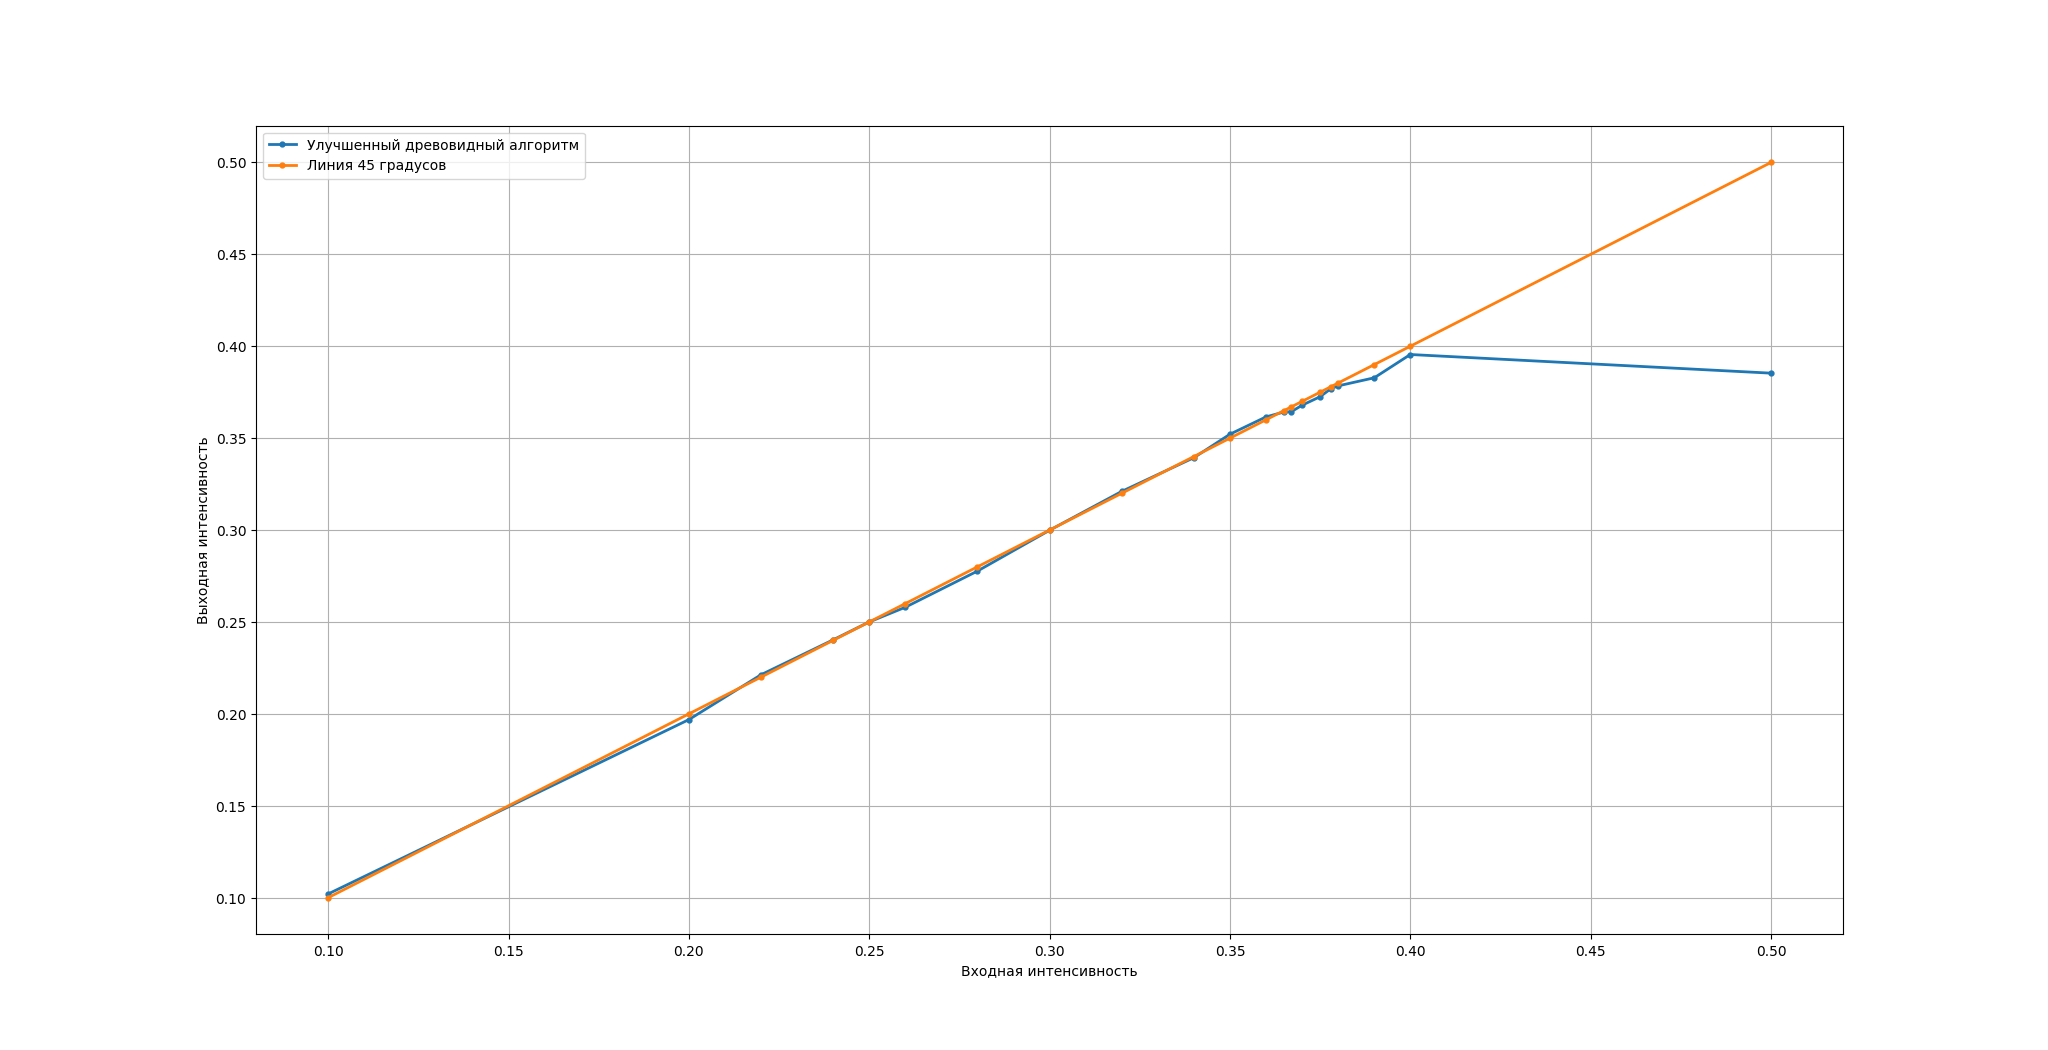 Улучшенный древовидный алгоритм
Линия 45 градусов
0.50
0.45
0.40
0.35
0.30
0.25
0.20
0.15
0.10
Выходная интенсивность
0.10 0.15 0.20 0.25 0.30 0.35 0.40 0.45 0.50
Входная интенсивность